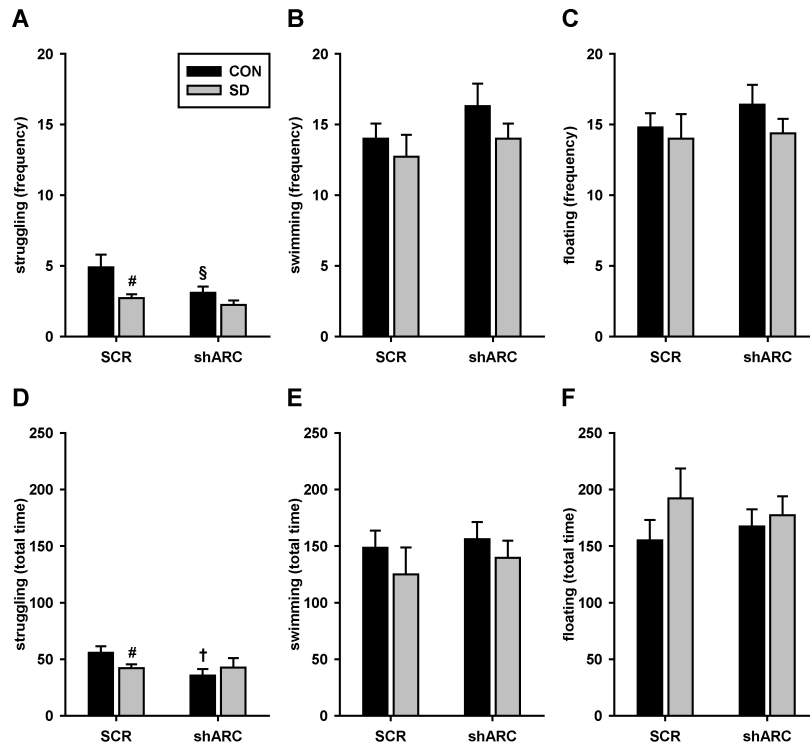 A
B
C
struggling (frequency)
20
15
10
5
0
CON
SD
#
§
SCR
shARC
swimming (frequency)
20
15
10
5
0
SCR
shARC
floating (frequency)
20
15
10
5
0
SCR
shARC
D
E
F
struggling (total time)
250
200
150
100
50
0
#
†
SCR
shARC
swimming (total time)
250
200
150
100
50
0
SCR
shARC
floating (total time)
250
200
150
100
50
0
SCR
shARC